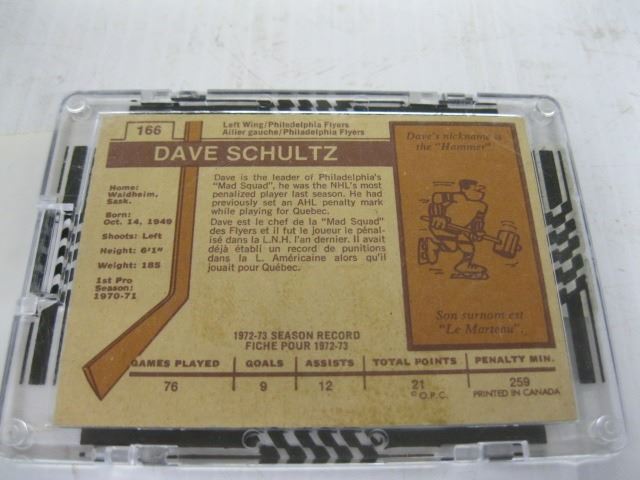 166
Left Wing/Philadelphia Flyers
Ailier gauche/Philadelphia Flyers
DAVE SCHULTZ
Home:
Waldheim,
Sask.
Born:
Oct. 14, 1949
Shoots: Left
Height: 6'1"
Weight: 185
1st Pro
Season:
1970-71
Dave is the leader of Philadelphia's
"Mad Squad", he was the NHL's most
penalized player last season. He had
previously set an AHL penalty mark
while playing for Quebec.
Dave est le chef de la "Mad Squad"
des Flyers et il fut le joueur le pénal-
isé dans la L.N.H. l'an dernier. Il avait
déjà établi un record de punitions
dans la L. Américaine alors qu'il
jouait pour Québec.
Dave's nickname is
the "Hammer"
Son surnom est
"Le Marteau"
1972-73 SEASON RECORD
FICHE POUR 1972-73
GAMES PLAYED GOALS ASSISTS TOTAL POINTS PENALTY MIN.
76 9 12 21 259
© O.P.C. PRINTED IN CANADA